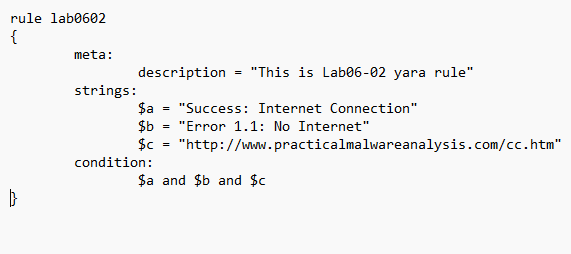 rule lab0602
{
meta:
description = "This is Lab06-02 yara rule"
strings:
$a = "Success: Internet Connection"
$b = "Error 1.1: No Internet"
$c = "http://www.practicalmalwareanalysis.com/cc.htm"
condition:
$a and $b and $c
}